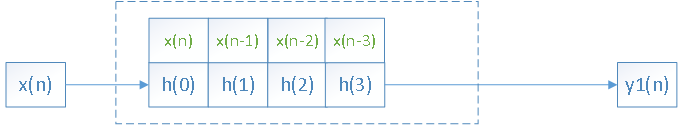 x(n) x(n-1) x(n-2) x(n-3)
x(n) h(0) h(1) h(2) h(3) y1(n)